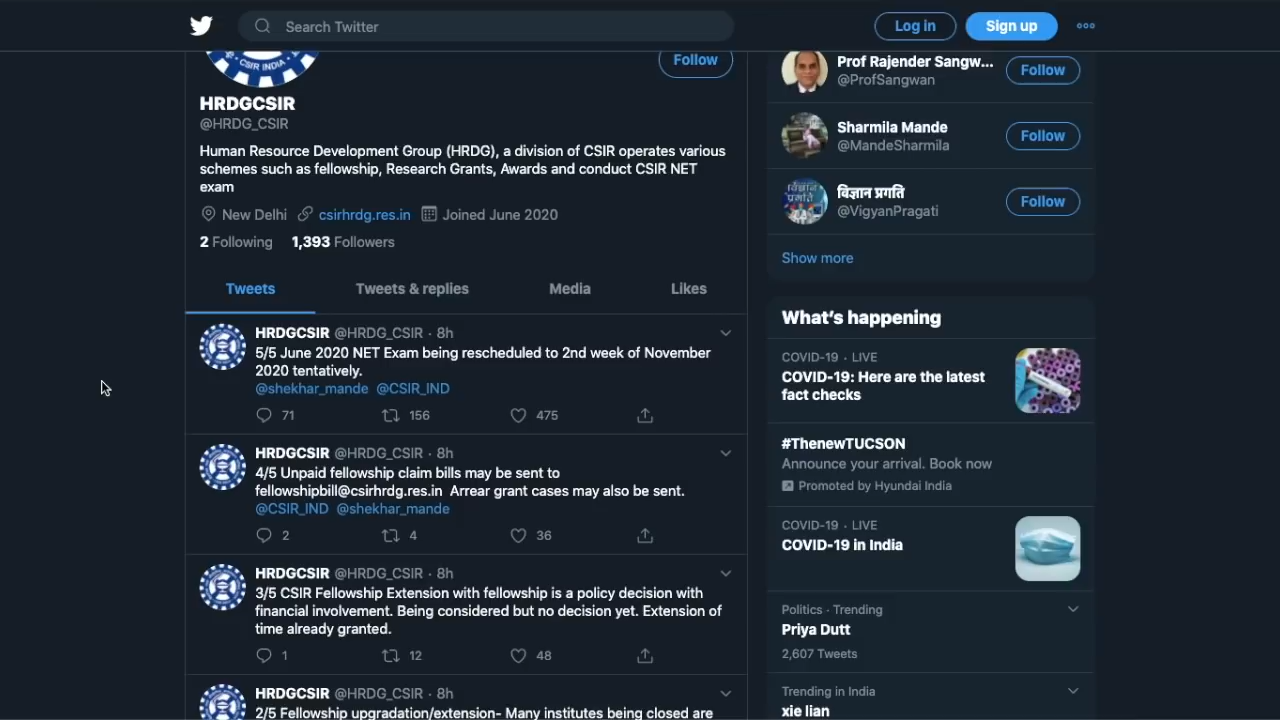 Search Twitter
Log in
Sign up
CSIR INDIA
Follow
HRDGCSIR
@HRDG_CSIR
Human Resource Development Group (HRDG), a division of CSIR operates various
schemes such as fellowship, Research Grants, Awards and conduct CSIR NET
exam
New Delhi csirhrdg.res.in Joined June 2020
2 Following 1,393 Followers
Tweets Tweets & replies Media Likes
HRDGCSIR @HRDG_CSIR · 8h
5/5 June 2020 NET Exam being rescheduled to 2nd week of November
2020 tentatively.
@shekhar_mande @CSIR_IND
71 156 475
HRDGCSIR @HRDG_CSIR · 8h
4/5 Unpaid fellowship claim bills may be sent to
fellowshipbill@csirhrdg.res.in Arrear grant cases may also be sent.
@CSIR_IND @shekhar_mande
2 4 36
HRDGCSIR @HRDG_CSIR · 8h
3/5 CSIR Fellowship Extension with fellowship is a policy decision with
financial involvement. Being considered but no decision yet. Extension of
time already granted.
1 12 48
HRDGCSIR @HRDG_CSIR · 8h
2/5 Fellowship upgradation/extension- Many institutes being closed are
Prof Rajender Sangw...
@ProfSangwan
Follow
Sharmila Mande
@MandeSharmila
Follow
विज्ञान प्रगति
@VigyanPragati
Follow
Show more
What's happening
COVID-19 · LIVE
COVID-19: Here are the latest
fact checks
#ThenewTUCSON
Announce your arrival. Book now
Promoted by Hyundai India
COVID-19 · LIVE
COVID-19 in India
Politics · Trending
Priya Dutt
2,607 Tweets
Trending in India
xie lian